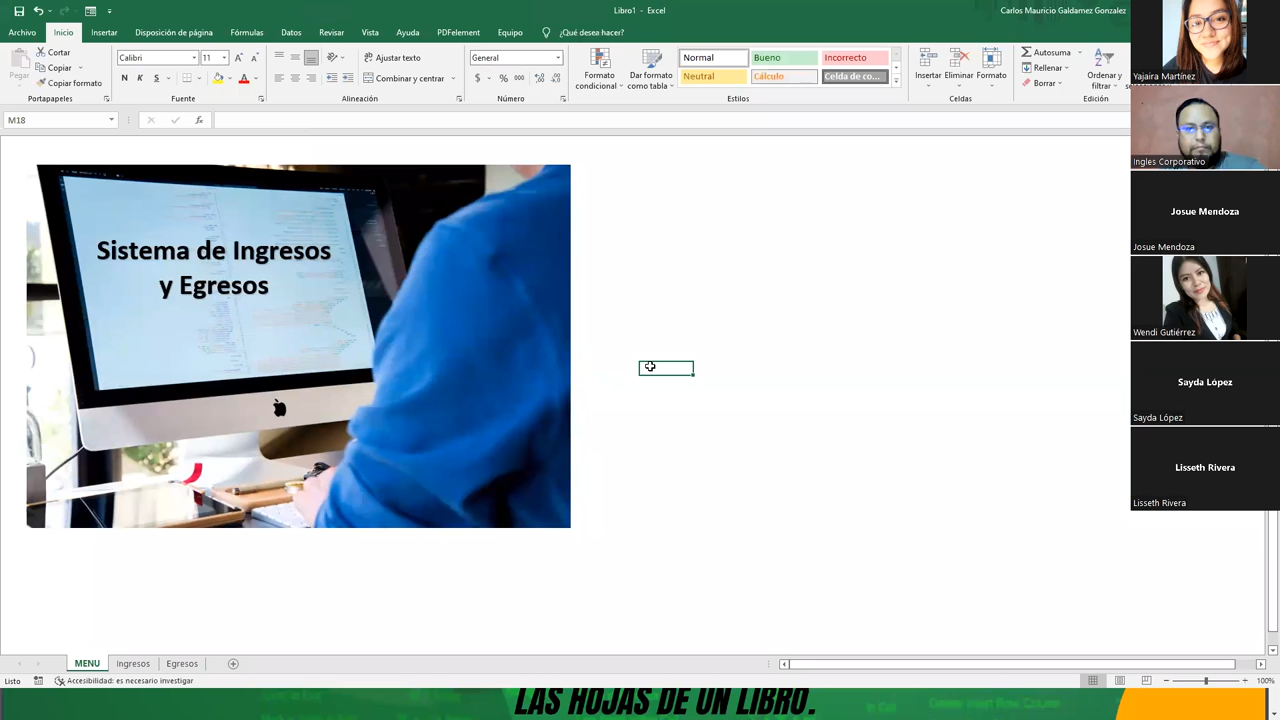 Libro1 - Excel
Carlos Mauricio Galdamez Gonzalez
Archivo Inicio Insertar Disposición de página Fórmulas Datos Revisar Vista Ayuda PDFelement Equipo ¿Qué desea hacer?
Pegar
Cortar
Copiar
Copiar formato
Portapapeles
Calibri 11
N K S
Fuente
Ajustar texto
Combinar y centrar
Alineación
General
$ % 000
Número
Formato condicional
Dar formato como tabla
Normal Bueno Incorrecto
Neutral Cálculo Celda de co...
Estilos
Insertar Eliminar Formato
Celdas
Autosuma
Rellenar
Borrar
Ordenar y filtrar
Edición
M18
fx
Sistema de Ingresos
y Egresos
Yajaira Martínez
Ingles Corporativo
Josue Mendoza
Josue Mendoza
Wendi Gutiérrez
Sayda López
Sayda López
Lisseth Rivera
Lisseth Rivera
MENU Ingresos Egresos
Listo Accesibilidad: es necesario investigar 100%
LAS HOJAS DE UN LIBRO.